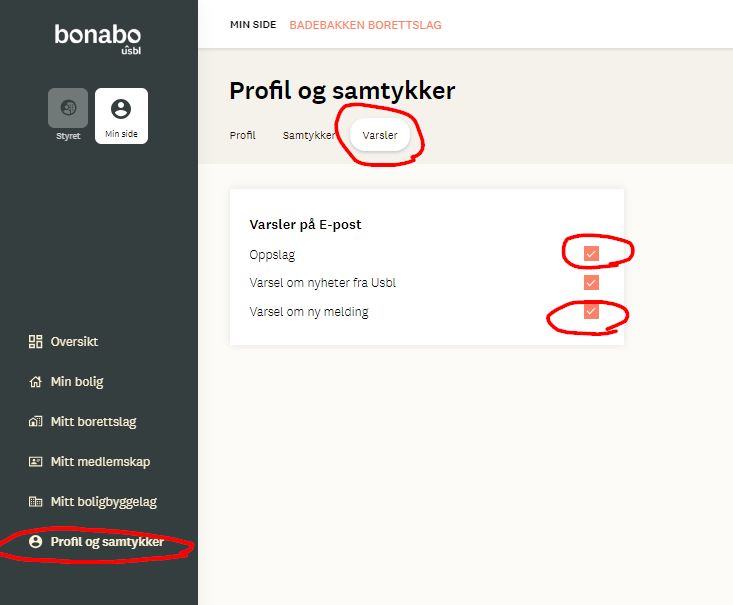 bonabo
usbl
Styret
Min side
Oversikt
Min bolig
Mitt borettslag
Mitt medlemskap
Mitt boligbyggelag
Profil og samtykker
MIN SIDE BADEBAKKEN BORETTSLAG
Profil og samtykker
Profil Samtykker Varsler
Varsler på E-post
Oppslag
Varsel om nyheter fra Usbl
Varsel om ny melding